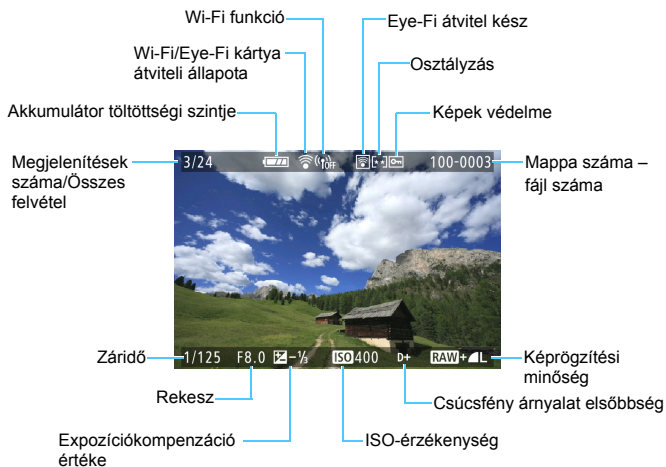 Wi-Fi funkció
Eye-Fi átvitel kész
Wi-Fi/Eye-Fi kártya
átviteli állapota
Osztályzás
Akkumulátor töltöttségi szintje
Képek védelme
Megjelenítések
száma/Összes
felvétel
3/24
OFF
100-0003
Mappa száma –
fájl száma
Záridő
1/125 F8.0 -⅓ ISO 400 D+ RAW+L
Képrögzítési
minőség
Rekesz
Csúcsfény árnyalat elsőbbség
Expozíciókompenzáció
értéke
ISO-érzékenység